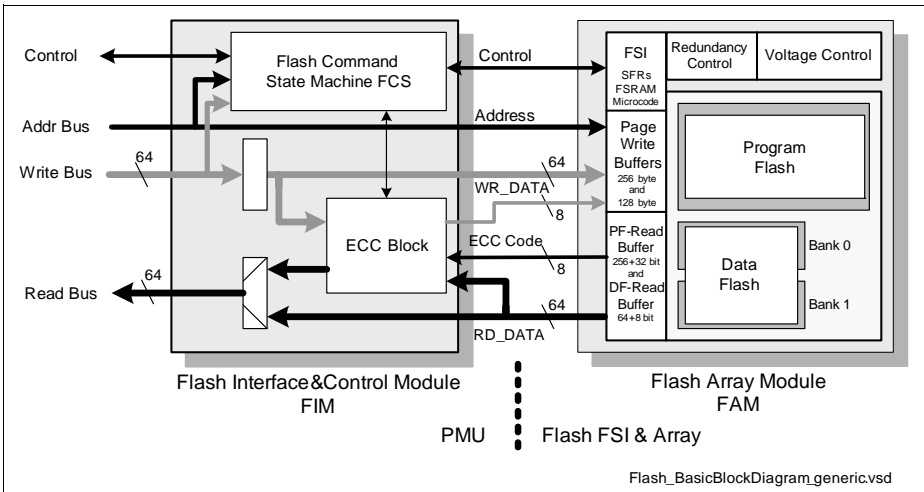 Control
Addr Bus
64
Write Bus
64
Read Bus
Flash Command
State Machine FCS
ECC Block
Flash Interface&Control Module
FIM
Control
Address
64
WR_DATA
8
ECC Code
8
64
RD_DATA
FSI
SFRs
FSRAM
Microcode
Redundancy
Control
Voltage Control
Page
Write
Buffers
256 byte
and
128 byte
PF-Read
Buffer
256+32 bit
and
DF-Read
Buffer
64+8 bit
Program
Flash
Data
Flash
Bank 0
Bank 1
Flash Array Module
FAM
PMU
Flash FSI & Array
Flash_BasicBlockDiagram_generic.vsd